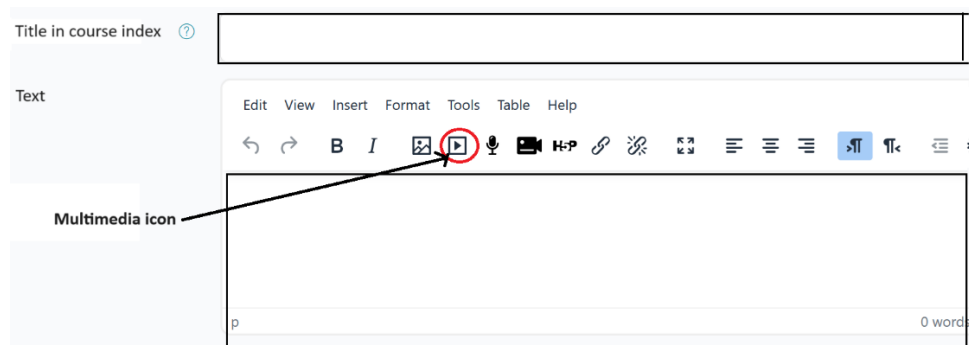 Title in course index ?
Text
Edit View Insert Format Tools Table Help
B I H-P
Multimedia icon
p 0 words